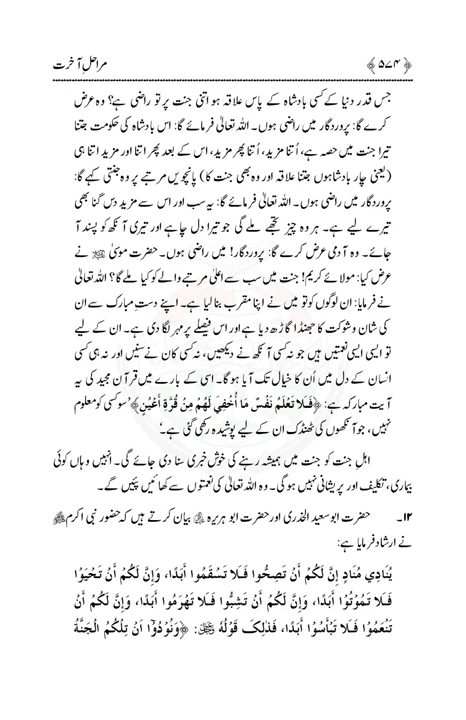 ﴿ ۵۷۴ ﴾ مراحلِ آخرت
جس قدر دنیا کے کسی بادشاہ کے پاس علاقہ ہو اتنی جنت پر تو راضی ہے؟ وہ عرض
کرے گا: پروردگار میں راضی ہوں۔ اللہ تعالیٰ فرمائے گا: اس بادشاہ کی حکومت جتنا
تیرا جنت میں حصہ ہے، اُتنا مزید، اُتنا پھر مزید، اس کے بعد پھر اتنا اور مزید اتنا ہی
(یعنی چار بادشاہوں جتنا علاقہ اور وہ بھی جنت کا) پانچویں مرتبے پر وہ جنتی کہے گا:
پروردگار میں راضی ہوں۔ اللہ تعالیٰ فرمائے گا: یہ سب اور اس سے مزید دس گنا بھی
تیرے لیے ہے۔ ہر وہ چیز تجھے ملے گی جو تیرا دل چاہے اور تیری آنکھ کو پسند آ
جائے۔ وہ آدمی عرض کرے گا: پروردگار! میں راضی ہوں۔ حضرت موسیٰ علیہ السلام نے
عرض کیا: مولائے کریم! جنت میں سب سے اعلیٰ مرتبے والے کو کیا ملے گا؟ اللہ تعالیٰ
نے فرمایا: ان لوگوں کو تو میں نے اپنا مقرب بنا لیا ہے۔ اپنے دستِ مبارک سے ان
کی شان و شوکت کا جھنڈا گاڑھ دیا ہے اور اس فیصلے پر مہر لگا دی ہے۔ ان کے لیے
تو ایسی ایسی نعمتیں ہیں جو نہ کسی آنکھ نے دیکھیں، نہ کسی کان نے سنیں اور نہ ہی کسی
انسان کے دل میں اُن کا خیال تک آیا ہو گا۔ اسی کے بارے میں قرآن مجید کی یہ
آیت مبارکہ ہے: ﴿فَلَا تَعْلَمُ نَفْسٌ مَا أُخْفِيَ لَهُمْ مِنْ قُرَّةِ أَعْيُنٍ﴾ ’سو کسی کو معلوم
نہیں، جو آنکھوں کی ٹھنڈک ان کے لیے پوشیدہ رکھی گئی ہے۔‘
اہلِ جنت کو جنت میں ہمیشہ رہنے کی خوش خبری سنا دی جائے گی۔ انہیں وہاں کوئی
بیماری، تکلیف اور پریشانی نہیں ہوگی۔ وہ اللہ تعالیٰ کی نعمتوں سے کھائیں پیئیں گے۔
۱۲۔ حضرت ابو سعید الخدری اور حضرت ابو ہریرہ رضی اللہ عنہما بیان کرتے ہیں کہ حضور نبی اکرم ﷺ
نے ارشاد فرمایا ہے:
يُنَادِي مُنَادٍ إِنَّ لَكُمْ أَنْ تَصِحُّوا فَلَا تَسْقَمُوا أَبَدًا، وَإِنَّ لَكُمْ أَنْ تَحْيَوْا
فَلَا تَمُوْتُوْا أَبَدًا، وَإِنَّ لَكُمْ أَنْ تَشِبُّوا فَلَا تَهْرَمُوا أَبَدًا، وَإِنَّ لَكُمْ أَنْ
تَنْعَمُوْا فَلَا تَبْأَسُوْا أَبَدًا، فَذٰلِكَ قَوْلُهُ عزوجل: ﴿وَنُوْدُوْٓا اَنْ تِلْكُمُ الْجَنَّةُ